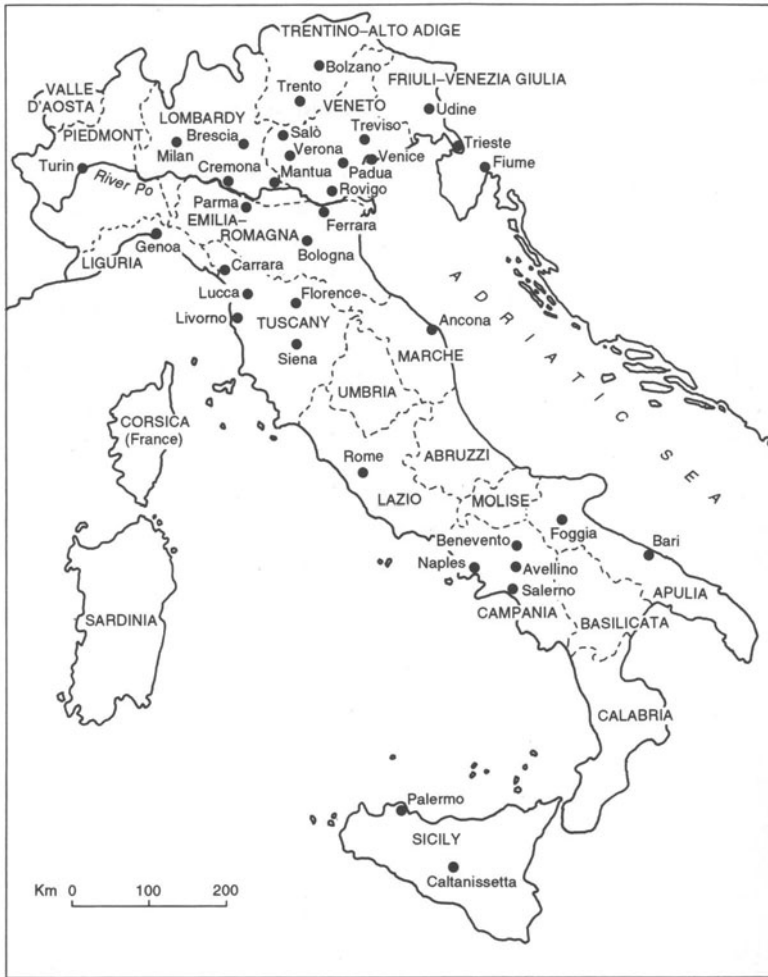 TRENTINO–ALTO ADIGE
Bolzano
FRIULI–VENEZIA GIULIA
VALLE
D'AOSTA
Trento
VENETO
Udine
LOMBARDY
PIEDMONT
Brescia
Salò
Treviso
Milan
Verona
Trieste
Venice
Turin
Cremona
Mantua
Padua
Fiume
River Po
Rovigo
Parma
EMILIA–
ROMAGNA
Ferrara
Genoa
Bologna
LIGURIA
Carrara
Lucca
Florence
Livorno
TUSCANY
Ancona
Siena
MARCHE
ADRIATIC SEA
UMBRIA
CORSICA
(France)
Rome
ABRUZZI
LAZIO
MOLISE
Foggia
Benevento
Bari
Naples
Avellino
Salerno
APULIA
CAMPANIA
BASILICATA
SARDINIA
CALABRIA
Palermo
SICILY
Caltanissetta
Km 0 100 200